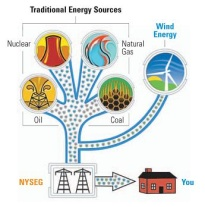 Traditional Energy Sources
Wind
Energy
Nuclear
Natural
Gas
Oil
Coal
NYSEG
You